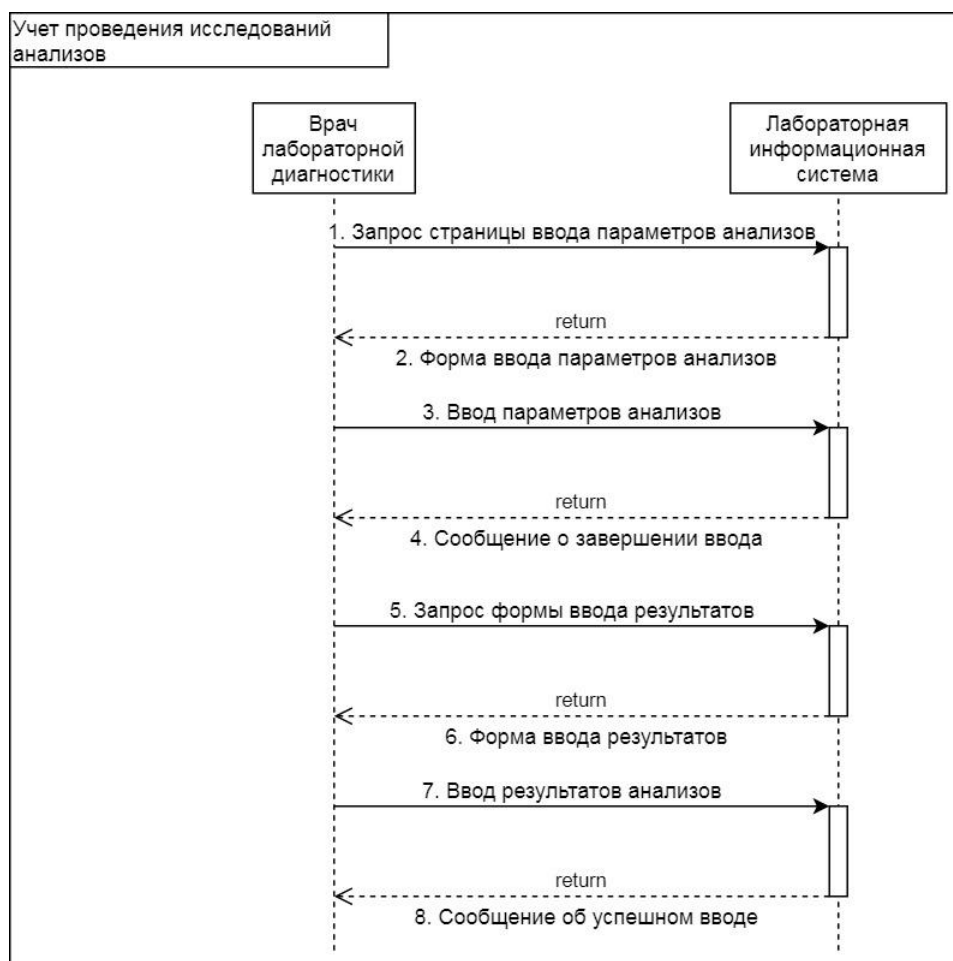 Учет проведения исследований
анализов
Врач
лабораторной
диагностики
Лабораторная
информационная
система
1. Запрос страницы ввода параметров анализов
return
2. Форма ввода параметров анализов
3. Ввод параметров анализов
return
4. Сообщение о завершении ввода
5. Запрос формы ввода результатов
return
6. Форма ввода результатов
7. Ввод результатов анализов
return
8. Сообщение об успешном вводе